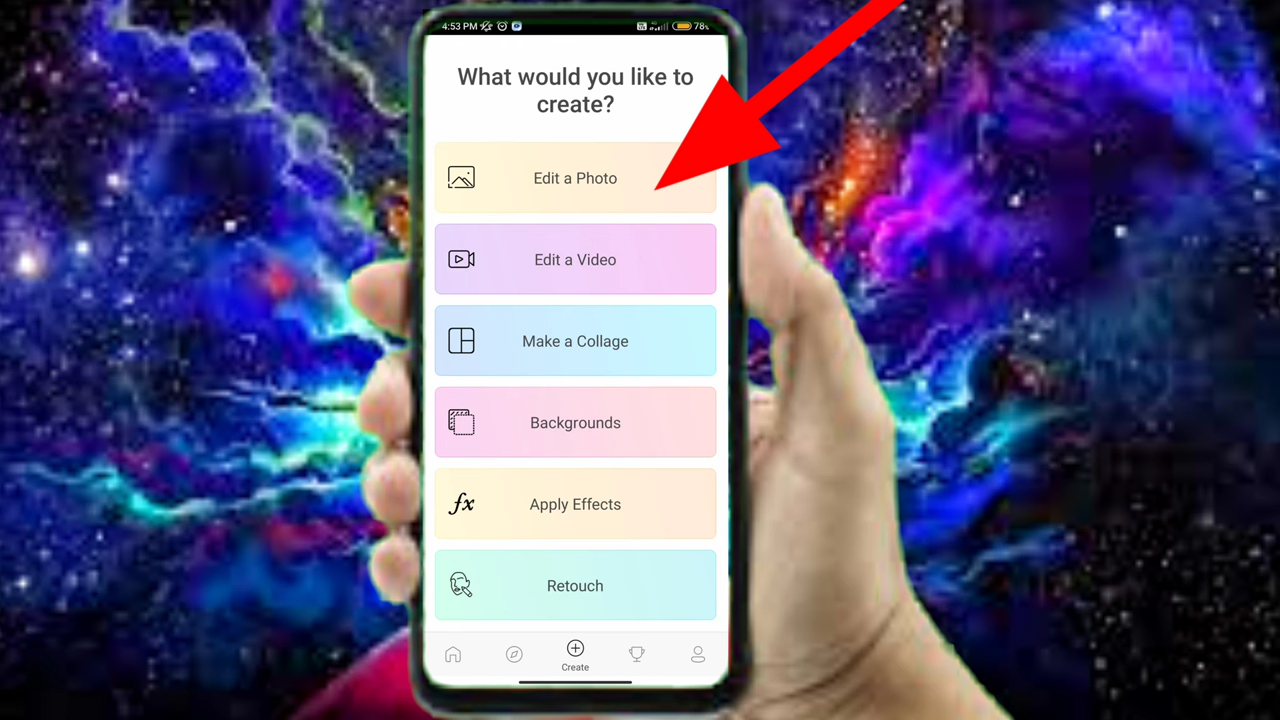 4:53 PM
78%
What would you like to
create?
Edit a Photo
Edit a Video
Make a Collage
Backgrounds
fx
Apply Effects
Retouch
Create